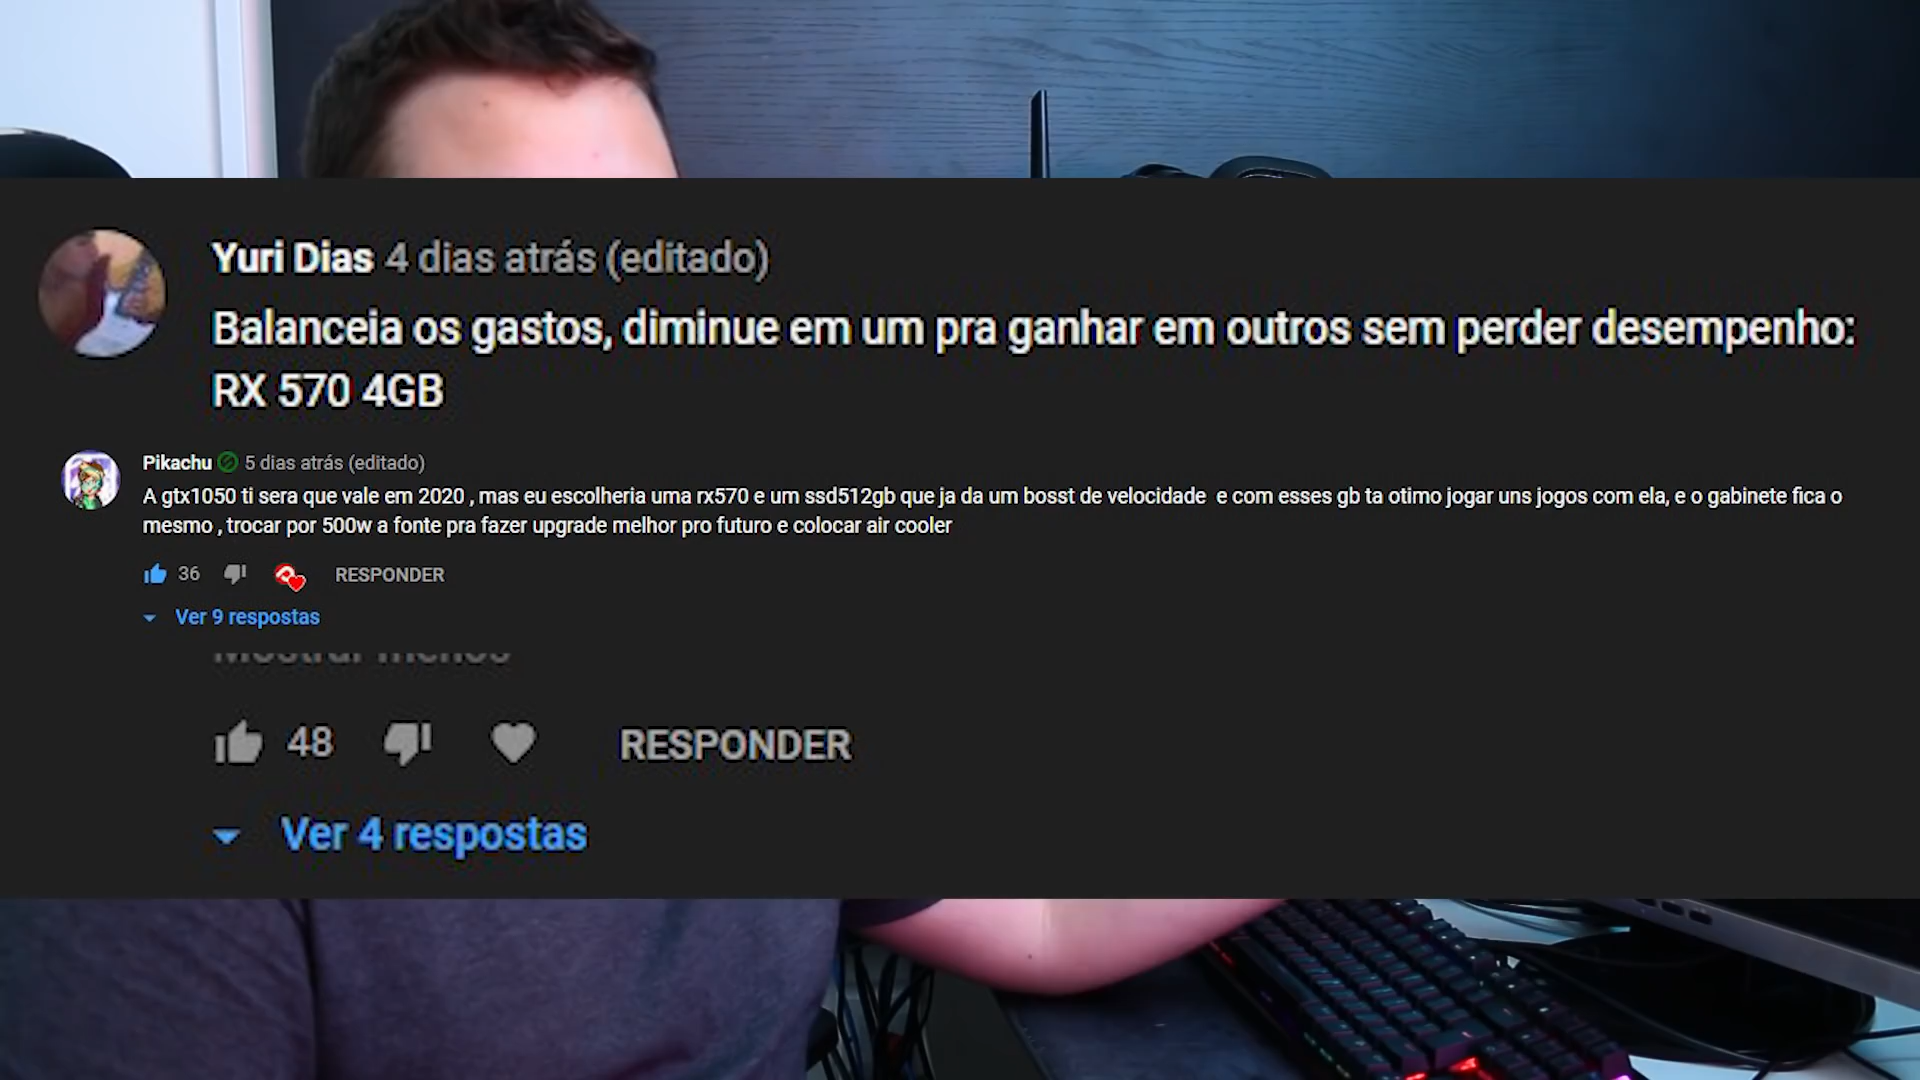 Yuri Dias 4 dias atrás (editado)
Balanceia os gastos, diminue em um pra ganhar em outros sem perder desempenho:
RX 570 4GB
Pikachu 5 dias atrás (editado)
A gtx1050 ti sera que vale em 2020 , mas eu escolheria uma rx570 e um ssd512gb que ja da um bosst de velocidade e com esses gb ta otimo jogar uns jogos com ela, e o gabinete fica o
mesmo , trocar por 500w a fonte pra fazer upgrade melhor pro futuro e colocar air cooler
36 RESPONDER
Ver 9 respostas
Mostrar menos
48 RESPONDER
Ver 4 respostas